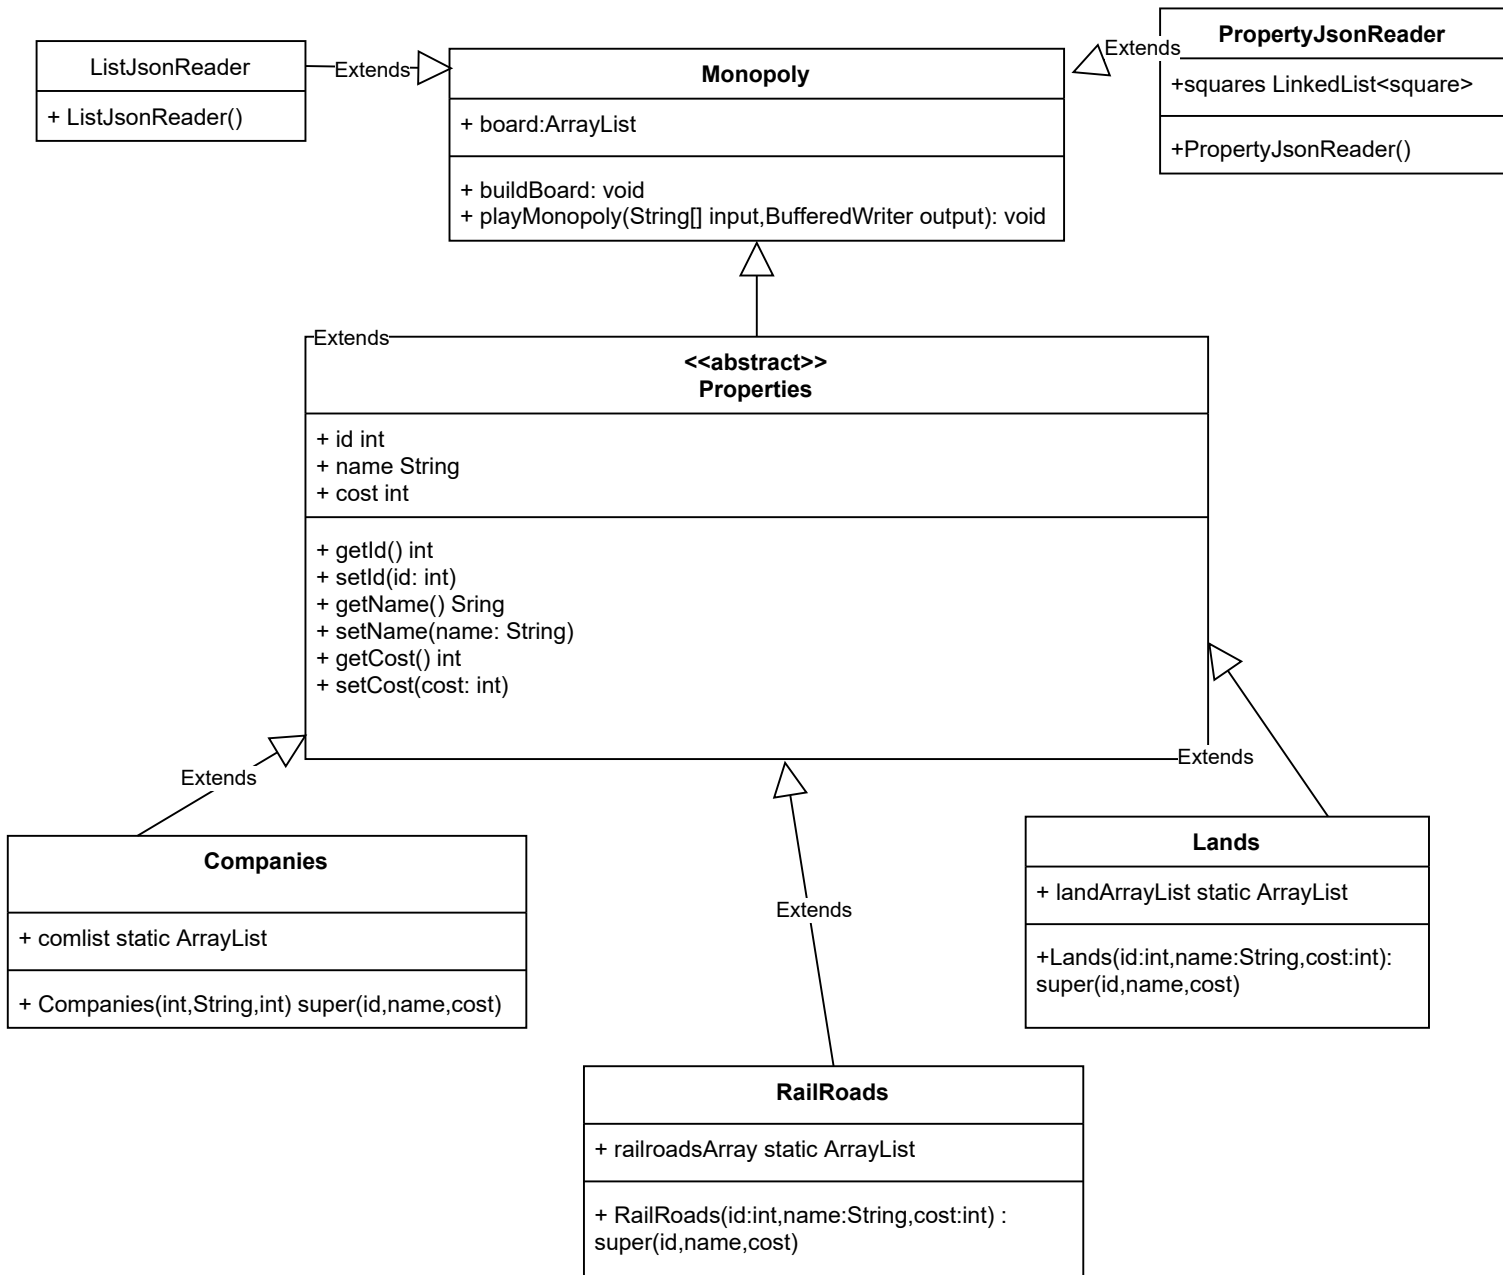 ListJsonReader
+ ListJsonReader()
Extends
Monopoly
+ board:ArrayList
+ buildBoard: void
+ playMonopoly(String[] input,BufferedWriter output): void
Extends
PropertyJsonReader
+squares LinkedList<square>
+PropertyJsonReader()
Extends
<<abstract>>
Properties
+ id int
+ name String
+ cost int
+ getId() int
+ setId(id: int)
+ getName() Sring
+ setName(name: String)
+ getCost() int
+ setCost(cost: int)
Extends
Extends
Extends
Companies
+ comlist static ArrayList
+ Companies(int,String,int) super(id,name,cost)
Lands
+ landArrayList static ArrayList
+Lands(id:int,name:String,cost:int):
super(id,name,cost)
RailRoads
+ railroadsArray static ArrayList
+ RailRoads(id:int,name:String,cost:int) :
super(id,name,cost)